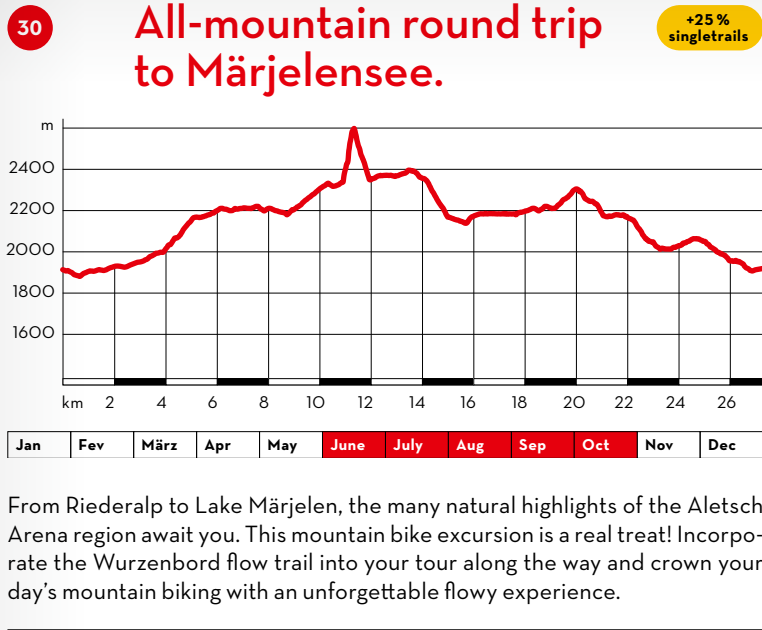 30
All-mountain round trip
to Märjelensee.
+25 %
singletrails
m
2400
2200
2000
1800
1600
km 2 4 6 8 10 12 14 16 18 20 22 24 26
Jan Fev März Apr May June July Aug Sep Oct Nov Dec
From Riederalp to Lake Märjelen, the many natural highlights of the Aletsch
Arena region await you. This mountain bike excursion is a real treat! Incorpo-
rate the Wurzenbord flow trail into your tour along the way and crown your
day's mountain biking with an unforgettable flowy experience.